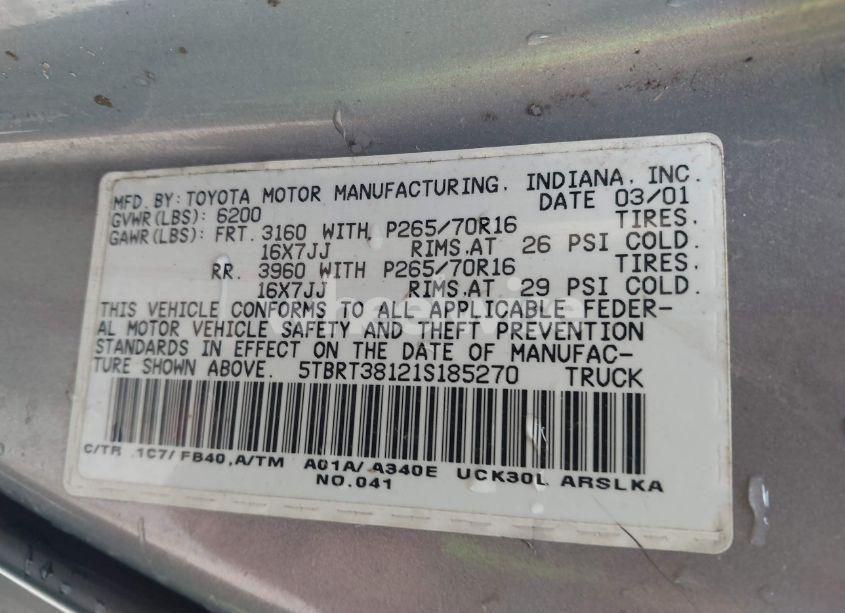 MFD. BY: TOYOTA MOTOR MANUFACTURING, INDIANA, INC.
GVWR(LBS): 6200 DATE 03/01
GAWR(LBS): FRT. 3160 WITH P265/70R16 TIRES,
16X7JJ RIMS,AT 26 PSI COLD.
RR. 3960 WITH P265/70R16 TIRES,
16X7JJ RIMS,AT 29 PSI COLD.
THIS VEHICLE CONFORMS TO ALL APPLICABLE FEDER-
AL MOTOR VEHICLE SAFETY AND THEFT PREVENTION
STANDARDS IN EFFECT ON THE DATE OF MANUFAC-
TURE SHOWN ABOVE. 5TBRT38121S185270 TRUCK
C/TR 1C7/ FB40,A/TM A01A/ A340E UCK30L ARSLKA
NO.041